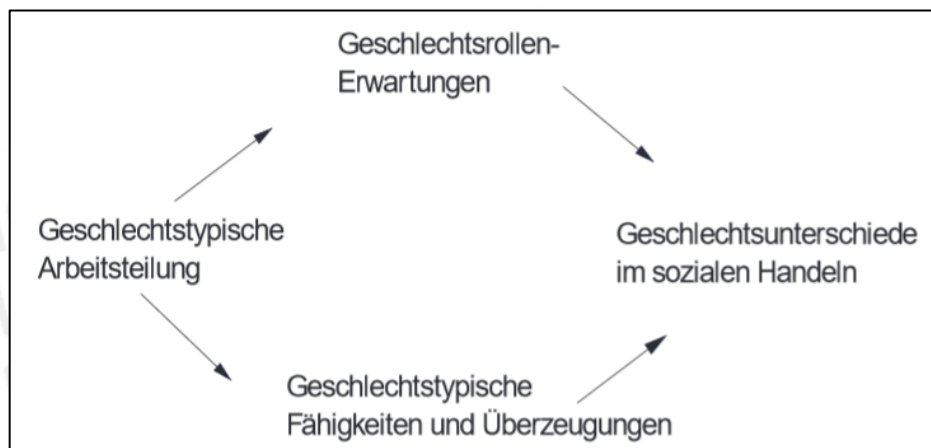 Geschlechtsrollen-
Erwartungen
Geschlechtstypische
Arbeitsteilung
Geschlechtsunterschiede
im sozialen Handeln
Geschlechtstypische
Fähigkeiten und Überzeugungen